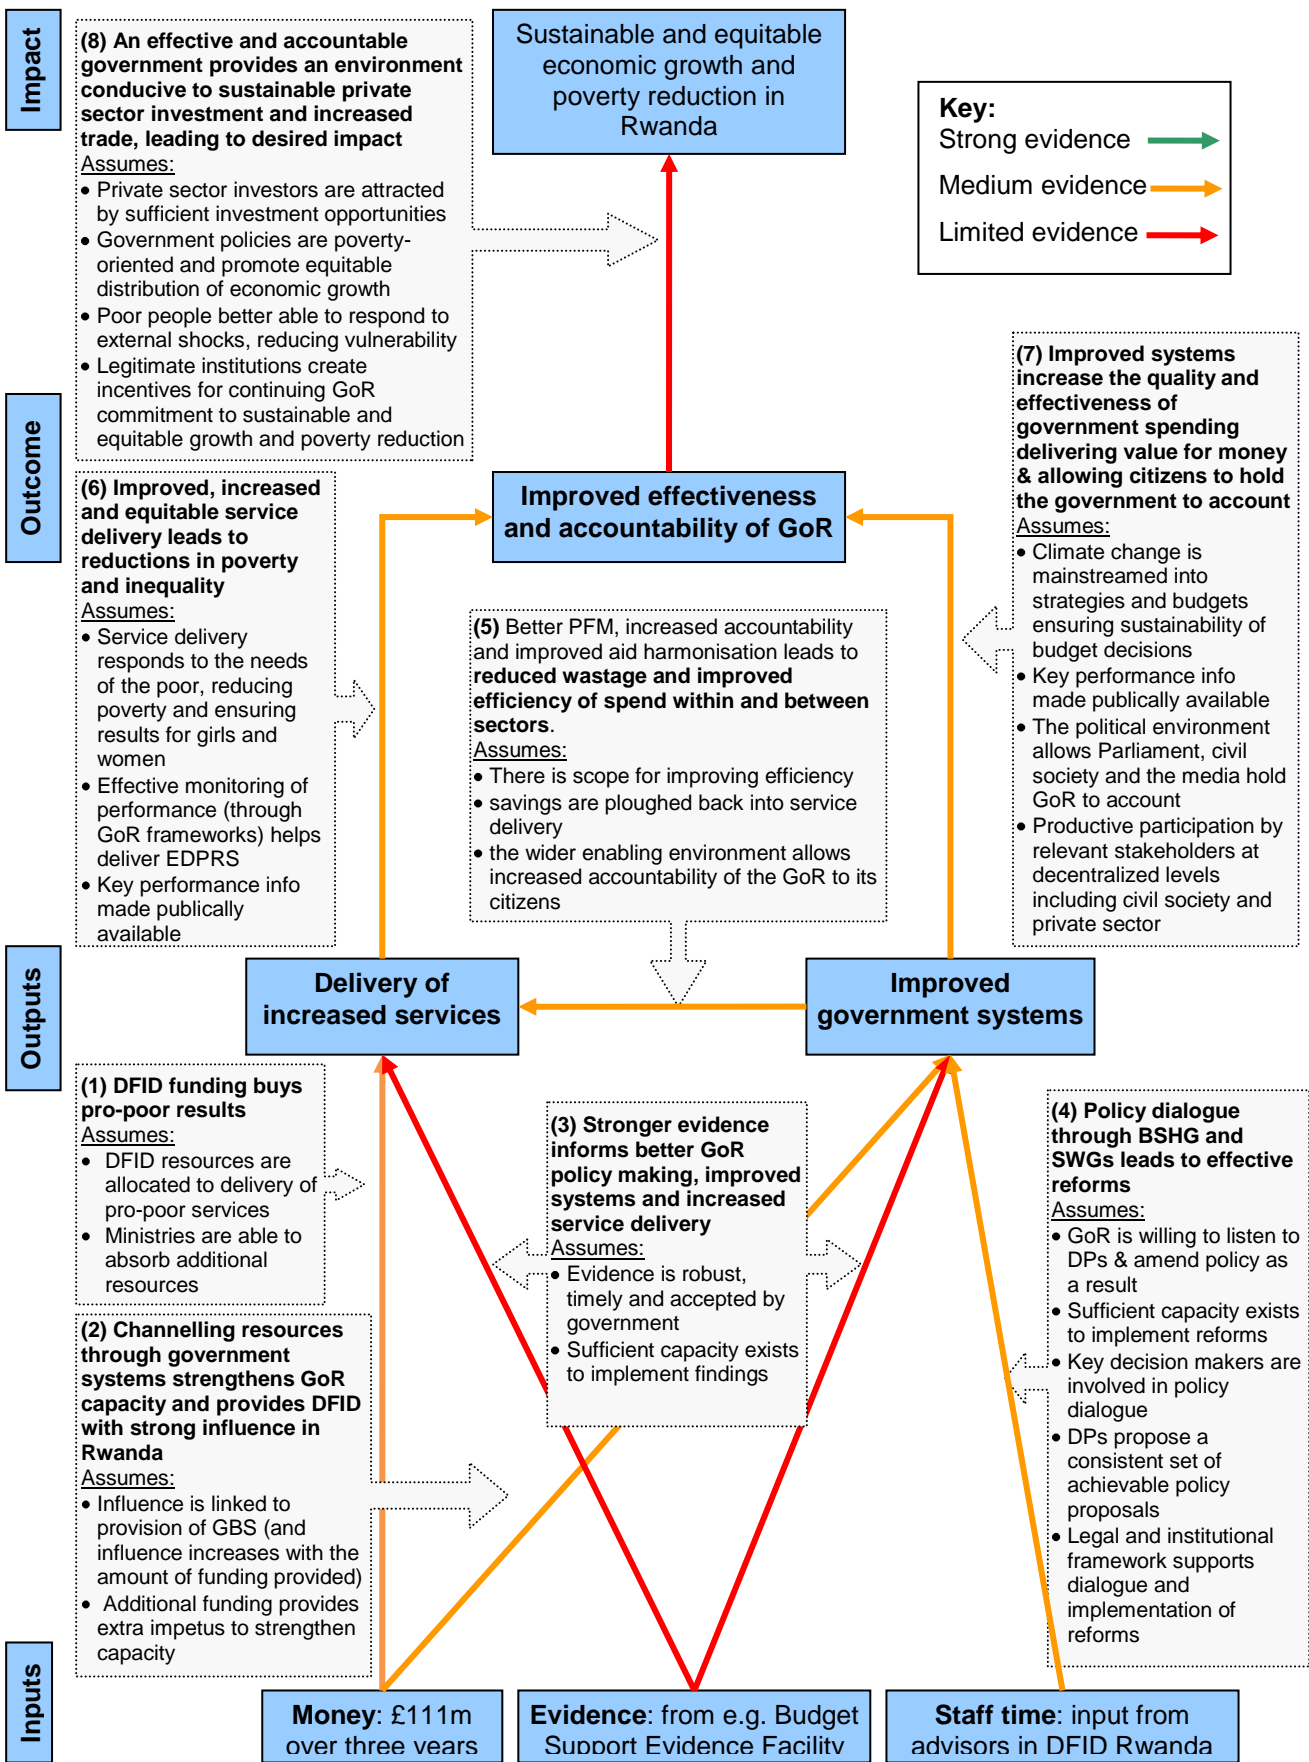 Impact
(8) An effective and accountable
government provides an environment
conducive to sustainable private
sector investment and increased
trade, leading to desired impact
Assumes:
• Private sector investors are attracted
by sufficient investment opportunities
• Government policies are poverty-
oriented and promote equitable
distribution of economic growth
• Poor people better able to respond to
external shocks, reducing vulnerability
• Legitimate institutions create
incentives for continuing GoR
commitment to sustainable and
equitable growth and poverty reduction
Sustainable and equitable
economic growth and
poverty reduction in
Rwanda
Key:
Strong evidence
Medium evidence
Limited evidence
Outcome
(6) Improved, increased
and equitable service
delivery leads to
reductions in poverty
and inequality
Assumes:
• Service delivery
responds to the needs
of the poor, reducing
poverty and ensuring
results for girls and
women
• Effective monitoring of
performance (through
GoR frameworks) helps
deliver EDPRS
• Key performance info
made publically
available
Improved effectiveness
and accountability of GoR
(5) Better PFM, increased accountability
and improved aid harmonisation leads to
reduced wastage and improved
efficiency of spend within and between
sectors.
Assumes:
• There is scope for improving efficiency
• savings are ploughed back into service
delivery
• the wider enabling environment allows
increased accountability of the GoR to its
citizens
(7) Improved systems
increase the quality and
effectiveness of
government spending
delivering value for money
& allowing citizens to hold
the government to account
Assumes:
• Climate change is
mainstreamed into
strategies and budgets
ensuring sustainability of
budget decisions
• Key performance info
made publically available
• The political environment
allows Parliament, civil
society and the media hold
GoR to account
• Productive participation by
relevant stakeholders at
decentralized levels
including civil society and
private sector
Outputs
Delivery of
increased services
Improved
government systems
(1) DFID funding buys
pro-poor results
Assumes:
• DFID resources are
allocated to delivery of
pro-poor services
• Ministries are able to
absorb additional
resources
(2) Channelling resources
through government
systems strengthens GoR
capacity and provides DFID
with strong influence in
Rwanda
Assumes:
• Influence is linked to
provision of GBS (and
influence increases with the
amount of funding provided)
• Additional funding provides
extra impetus to strengthen
capacity
(3) Stronger evidence
informs better GoR
policy making, improved
systems and increased
service delivery
Assumes:
• Evidence is robust,
timely and accepted by
government
• Sufficient capacity exists
to implement findings
(4) Policy dialogue
through BSHG and
SWGs leads to effective
reforms
Assumes:
• GoR is willing to listen to
DPs & amend policy as
a result
• Sufficient capacity exists
to implement reforms
• Key decision makers are
involved in policy
dialogue
• DPs propose a
consistent set of
achievable policy
proposals
• Legal and institutional
framework supports
dialogue and
implementation of
reforms
Inputs
Money: £111m
over three years
Evidence: from e.g. Budget
Support Evidence Facility
Staff time: input from
advisors in DFID Rwanda